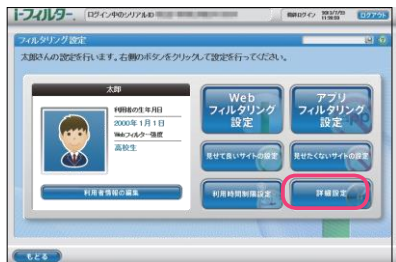 i-フィルター
ログイン中のシリアルID
前回ログイン
ログアウト
フィルタリング設定
太郎さんの設定を行います。右側のボタンをクリックして設定を行ってください。
太郎
利用者の生年月日
2000年1月1日
Webフィルター強度
高校生
利用者情報の編集
Web
フィルタリング
設定
アプリ
フィルタリング
設定
見せて良いサイトの設定
見せたくないサイトの設定
利用時間制限設定
詳細設定
もどる